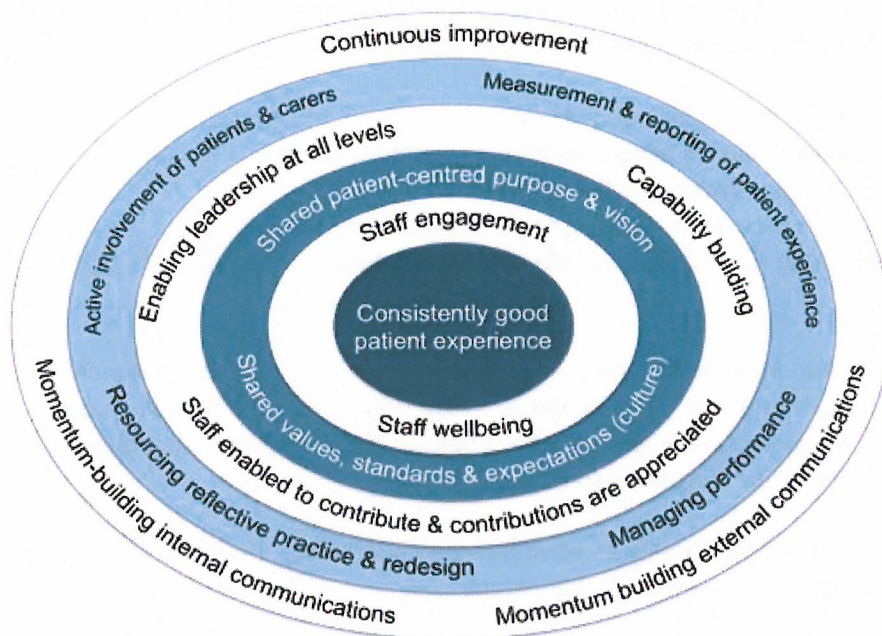 Continuous improvement
Active involvement of patients & carers
Measurement & reporting of patient experience
Enabling leadership at all levels
Capability building
Shared patient-centred purpose & vision
Staff engagement
Consistently good
patient experience
Staff wellbeing
Shared values, standards & expectations (culture)
Staff enabled to contribute & contributions are appreciated
Resourcing reflective practice & redesign
Managing performance
Momentum-building internal communications
Momentum building external communications